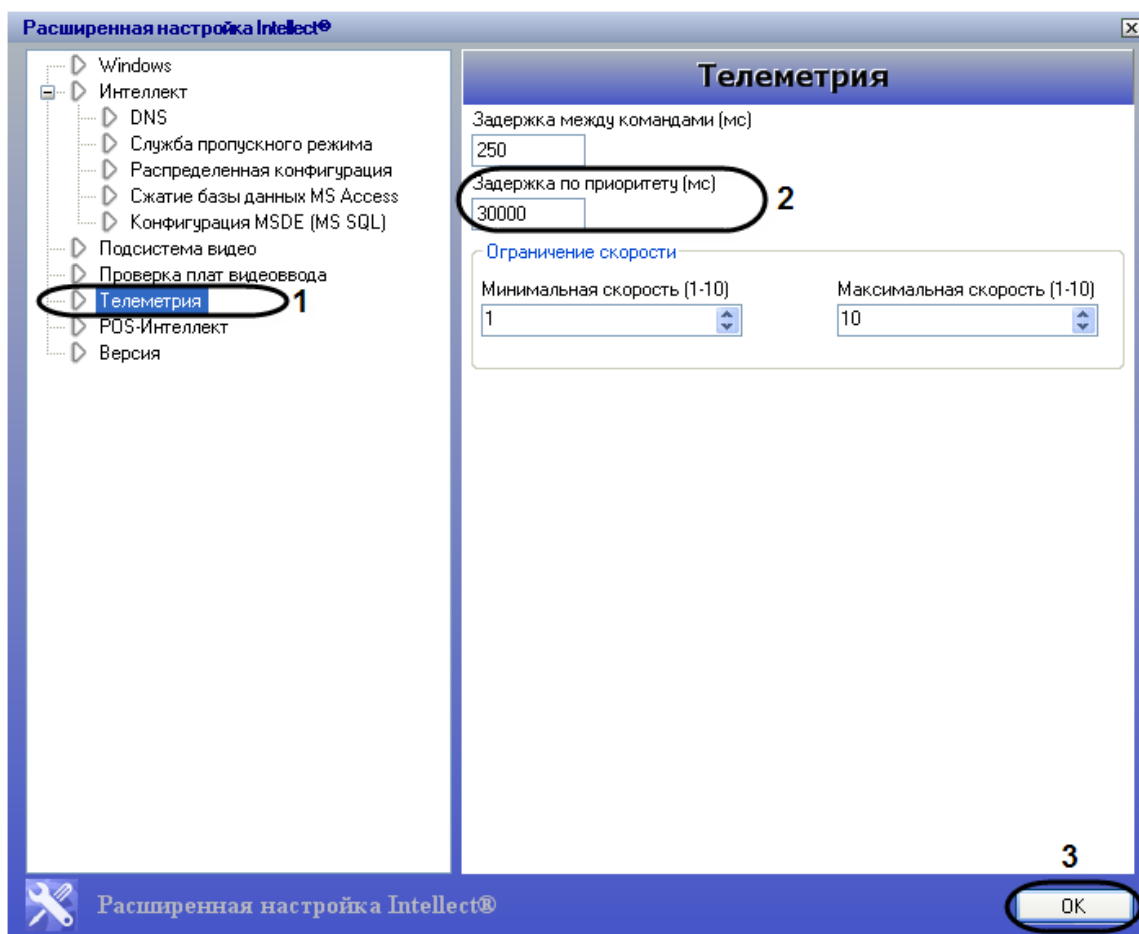 Расширенная настройка Intellect®
Windows
Интеллект
DNS
Служба пропускного режима
Распределенная конфигурация
Сжатие базы данных MS Access
Конфигурация MSDE (MS SQL)
Подсистема видео
Проверка плат видеоввода
Телеметрия 1
POS-Интеллект
Версия
Телеметрия
Задержка между командами (мс)
250
Задержка по приоритету (мс)
30000
2
Ограничение скорости
Минимальная скорость (1-10) Максимальная скорость (1-10)
1 10
3
Расширенная настройка Intellect®
OK